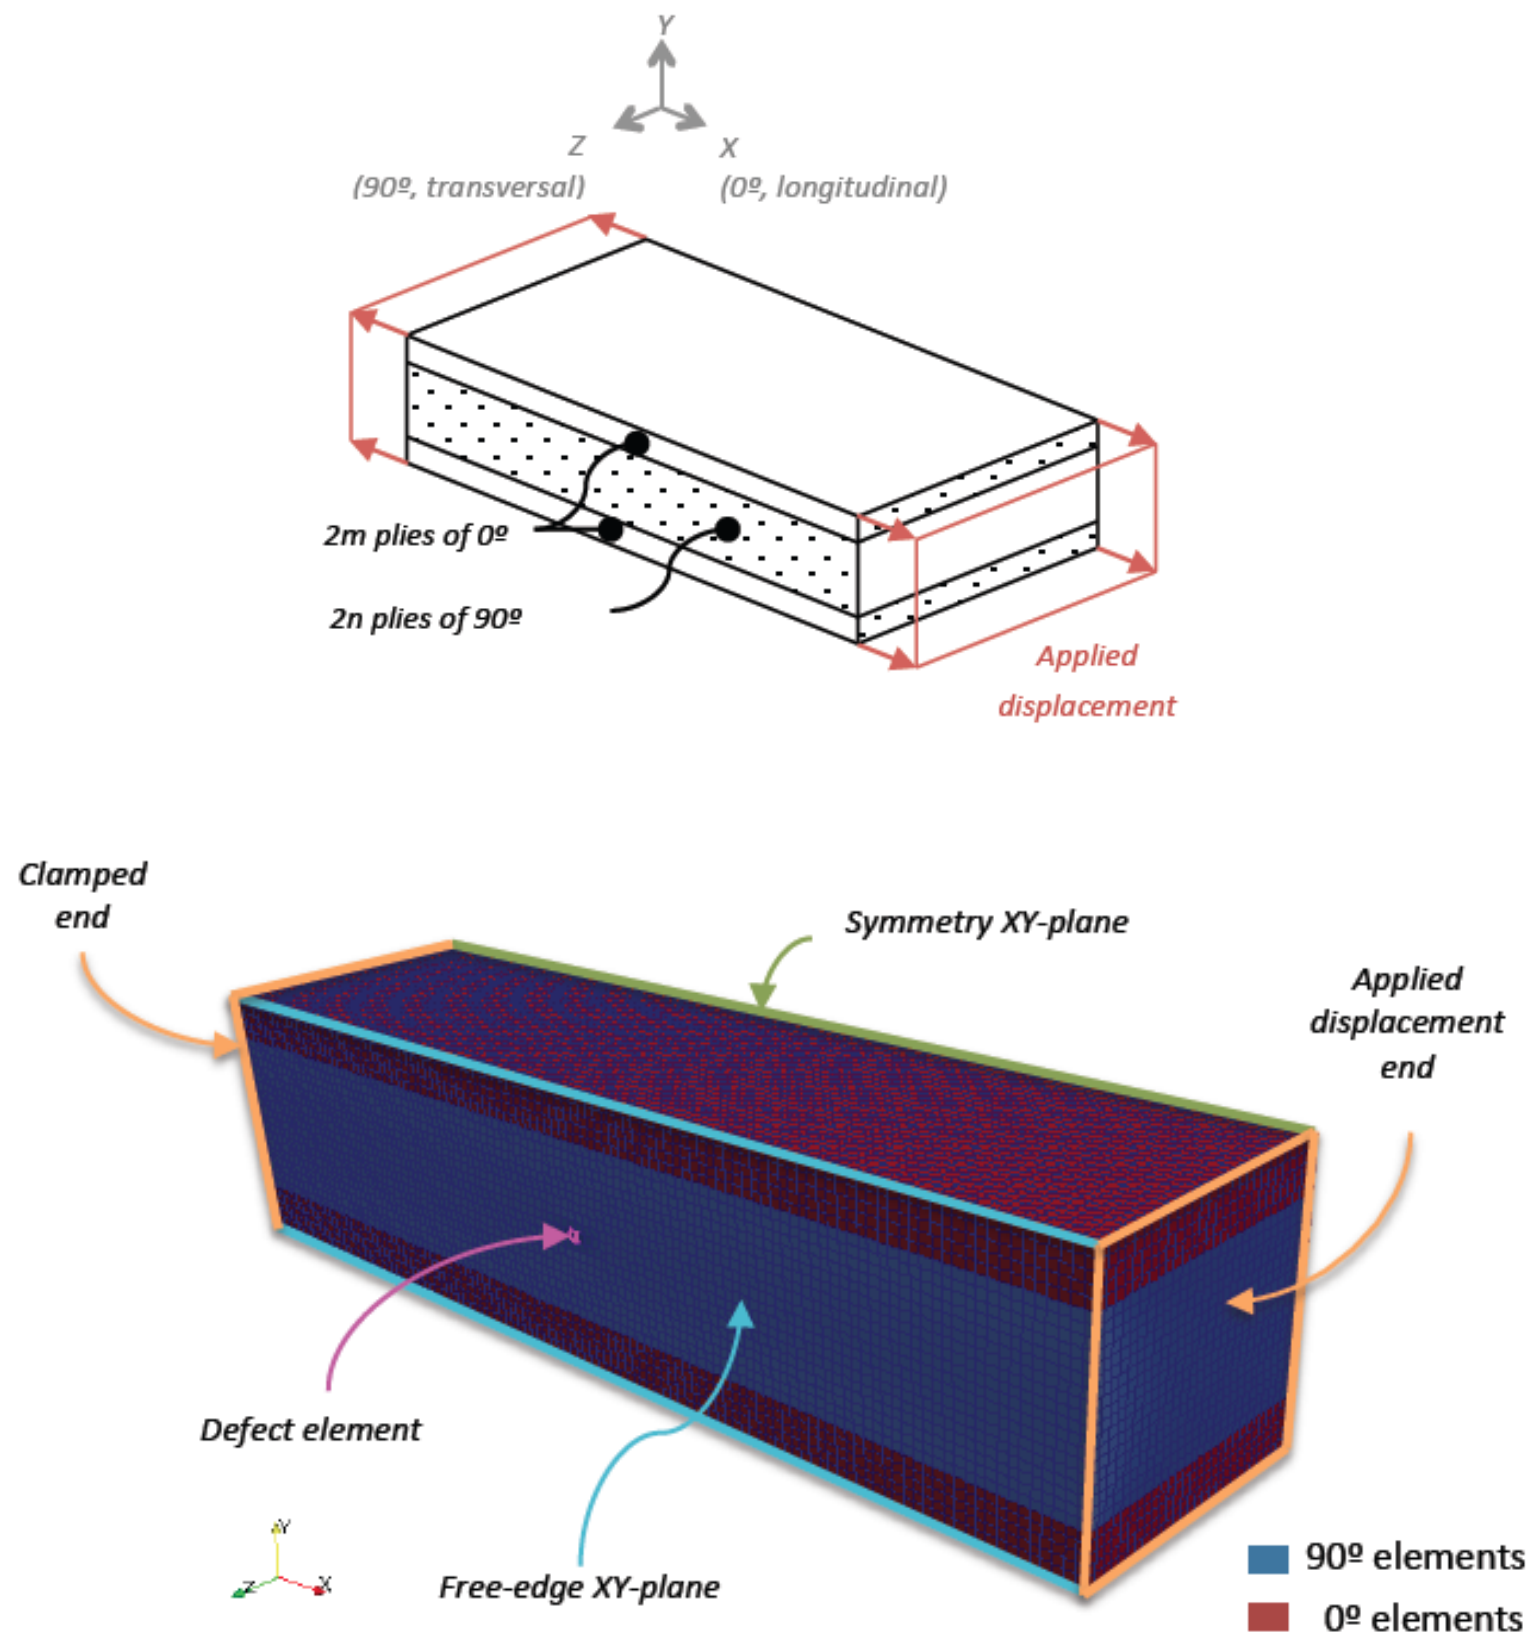 Y
Z
X
(90º, transversal)
(0º, longitudinal)
2m plies of 0º
2n plies of 90º
Applied
displacement
Clamped
end
Symmetry XY-plane
Applied
displacement
end
Defect element
Free-edge XY-plane
Y
Z
X
90º elements
0º elements